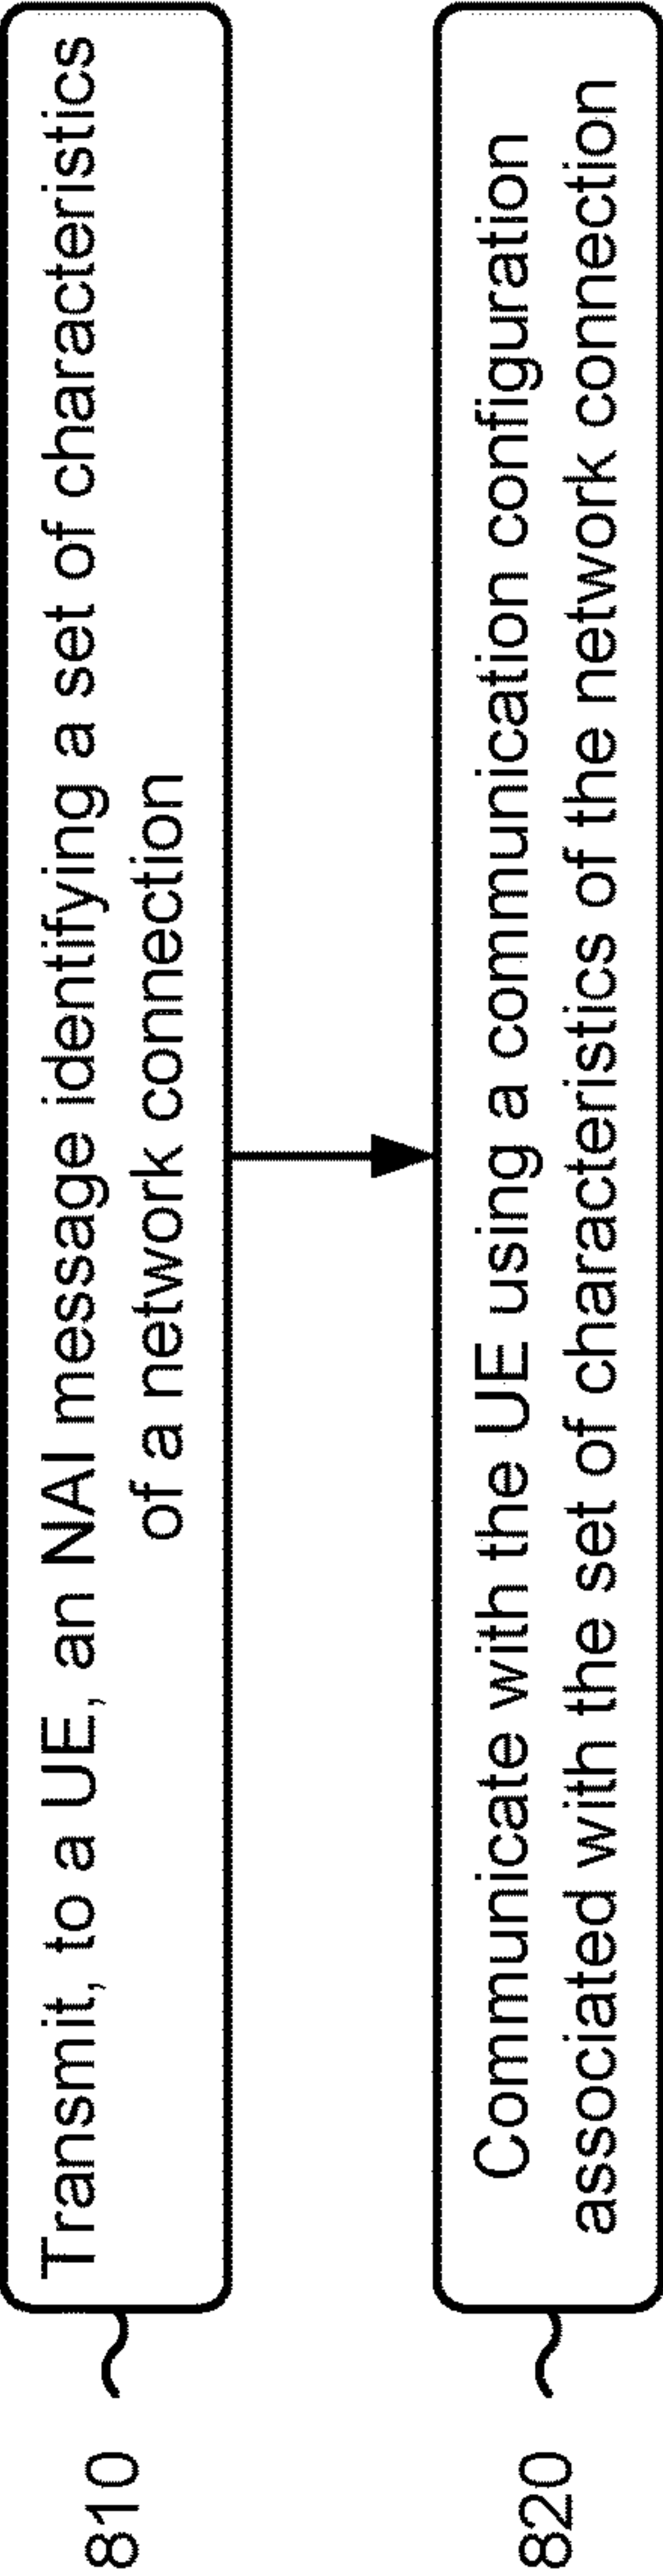 810
Transmit, to a UE, an NAI message identifying a set of characteristics
of a network connection
820
Communicate with the UE using a communication configuration
associated with the set of characteristics of the network connection